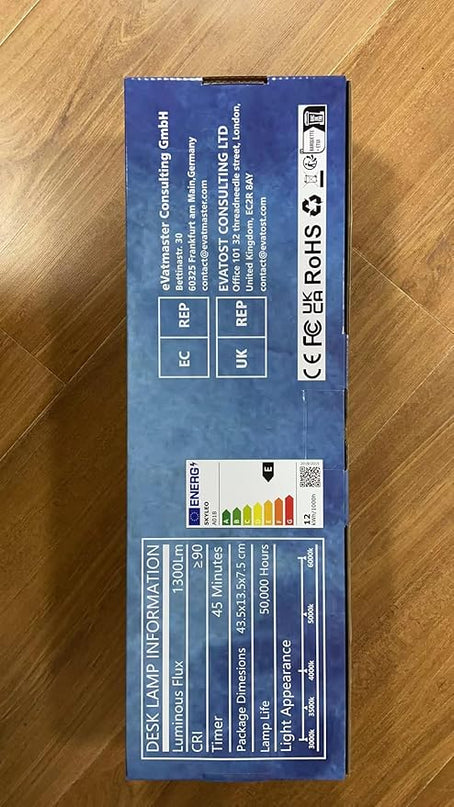 DESK LAMP INFORMATION
Luminous Flux 1300Lm
CRI ≥90
Timer 45 Minutes
Package Dimesions 43.5x13.5x7.5 cm
Lamp Life 50,000 Hours
Light Appearance
3000k 3500k 4000k 5000k 6000k
ENERG
SKYLEO
A018
A
B
C
D
E
F
G
E
12
kWh/1000h
EC REP
eVatmaster Consulting GmbH
Bettinastr. 30
60325 Frankfurt am Main,Germany
contact@evatmaster.com
UK REP
EVATOST CONSULTING LTD
Office 101 32 threadneedle street, London,
United Kingdom, EC2R 8AY
contact@evatost.com
CE FC UK CA RoHS